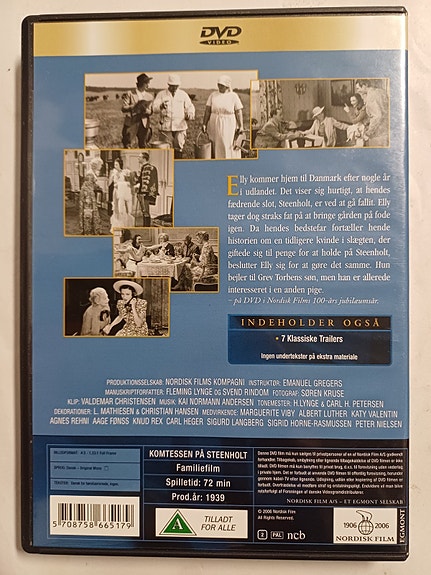 DVD
VIDEO
Elly kommer hjem til Danmark efter nogle år
i udlandet. Det viser sig hurtigt, at hendes
fædrende slot, Steenholt, er ved at gå fallit. Elly
tager dog straks fat på at bringe gården på fode
igen. Da hendes bedstefar fortæller hende
historien om en tidligere kvinde i slægten, der
giftede sig til penge for at holde på Steenholt,
beslutter Elly sig for at gøre det samme. Hun
bejler til Grev Torbens søn, men han er allerede
interesseret i en anden pige.
– på DVD i Nordisk Films 100-års jubilæumsår.
INDEHOLDER OGSÅ
• 7 Klassiske Trailers
Ingen undertekster på ekstra materiale
PRODUKTIONSSELSKAB: NORDISK FILMS KOMPAGNI INSTRUKTØR: EMANUEL GREGERS
MANUSKRIPTFORFATTER: FLEMING LYNGE OG SVEND RINDOM FOTOGRAF: SØREN KRUSE
KLIP: VALDEMAR CHRISTENSEN MUSIK: KAI NORMANN ANDERSEN TONEMESTER: H.LYNGE & CARL H. PETERSEN
DEKORATIONER: L. MATHIESEN & CHRISTIAN HANSEN MEDVIRKENDE: MARGUERITE VIBY ALBERT LUTHER KATY VALENTIN
AGNES REHNI AAGE FØNSS KNUD REX CARL HEGER SIGURD LANGBERG SIGRID HORNE-RASMUSSEN PETER NIELSEN
KOMTESSEN PÅ STEENHOLT
Familiefilm
Spilletid: 72 min
Prod.år: 1939
5 708758 665179
A
TILLADT
FOR ALLE
© 2006 Nordisk Film
All Rights Reserved.
2 PAL ncb
NORDISK FILM A/S – ET EGMONT SELSKAB
1906 2006
NORDISK FILM
EGMONT